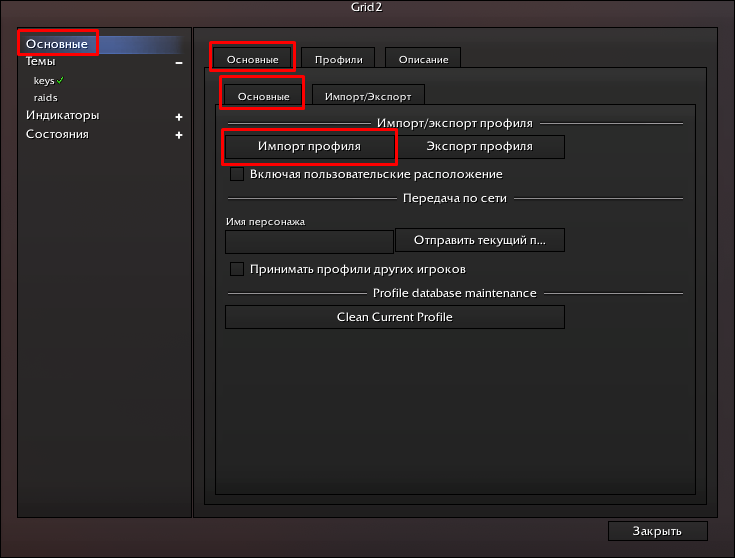 Grid2
Основные
Темы
keys
raids
Индикаторы
Состояния
Основные Профили Описание
Основные Импорт/Экспорт
Импорт/экспорт профиля
Импорт профиля Экспорт профиля
Включая пользовательские расположение
Передача по сети
Имя персонажа
Отправить текущий п...
Принимать профили других игроков
Profile database maintenance
Clean Current Profile
Закрыть